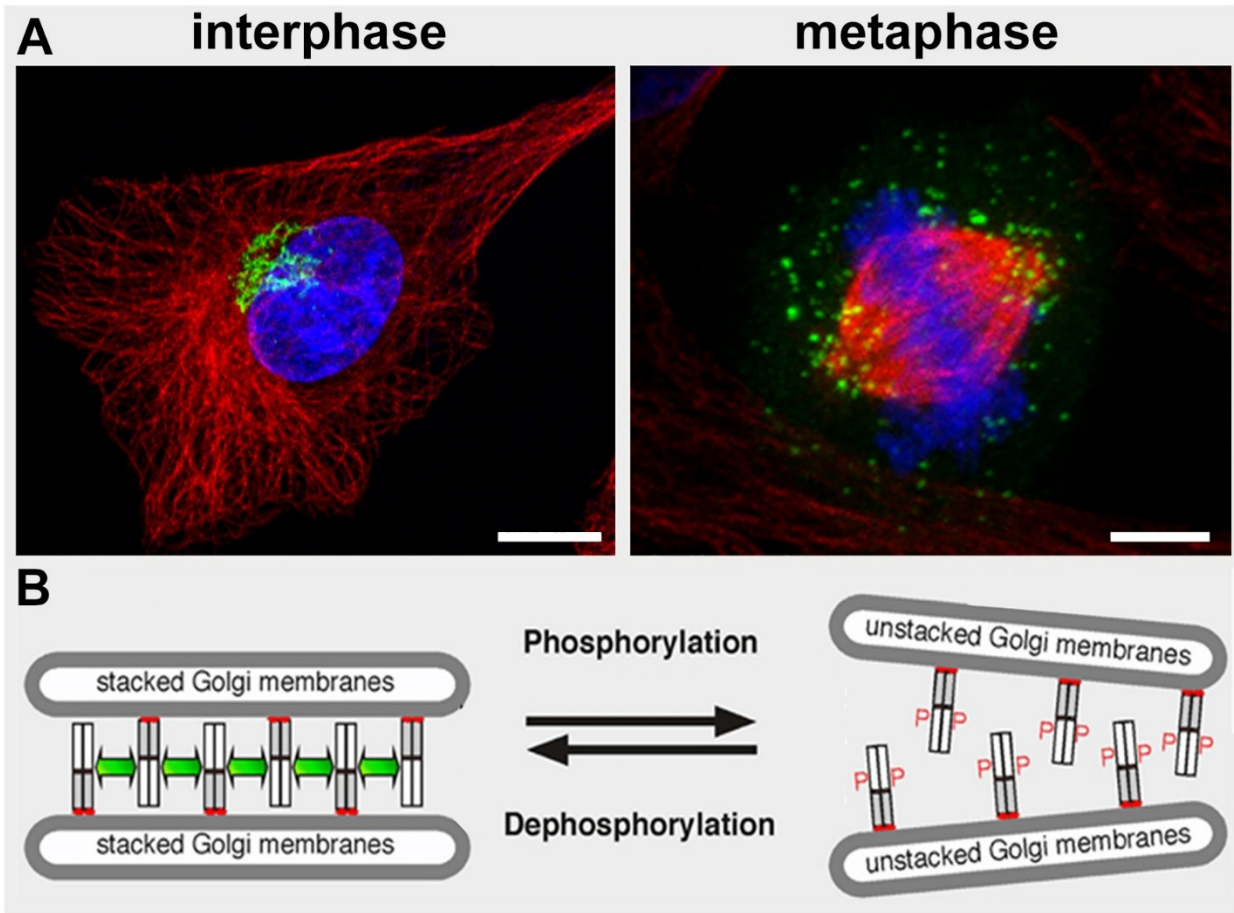 A interphase metaphase
B
Phosphorylation
Dephosphorylation
stacked Golgi membranes
stacked Golgi membranes
unstacked Golgi membranes
P P P P P P
P P P P P P
unstacked Golgi membranes